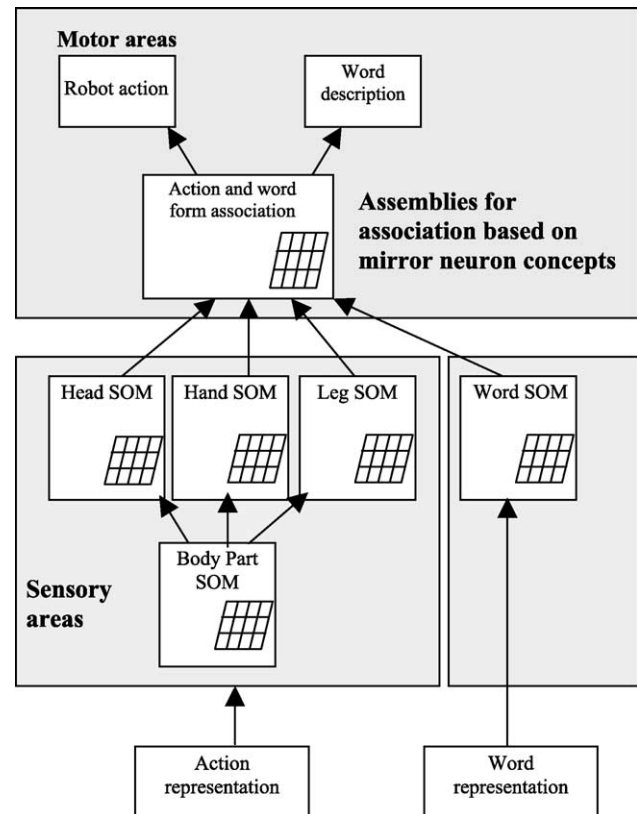 Motor areas
Robot action
Word
description
Action and word
form association
Assemblies for
association based on
mirror neuron concepts
Head SOM
Hand SOM
Leg SOM
Word SOM
Body Part
SOM
Sensory
areas
Action
representation
Word
representation